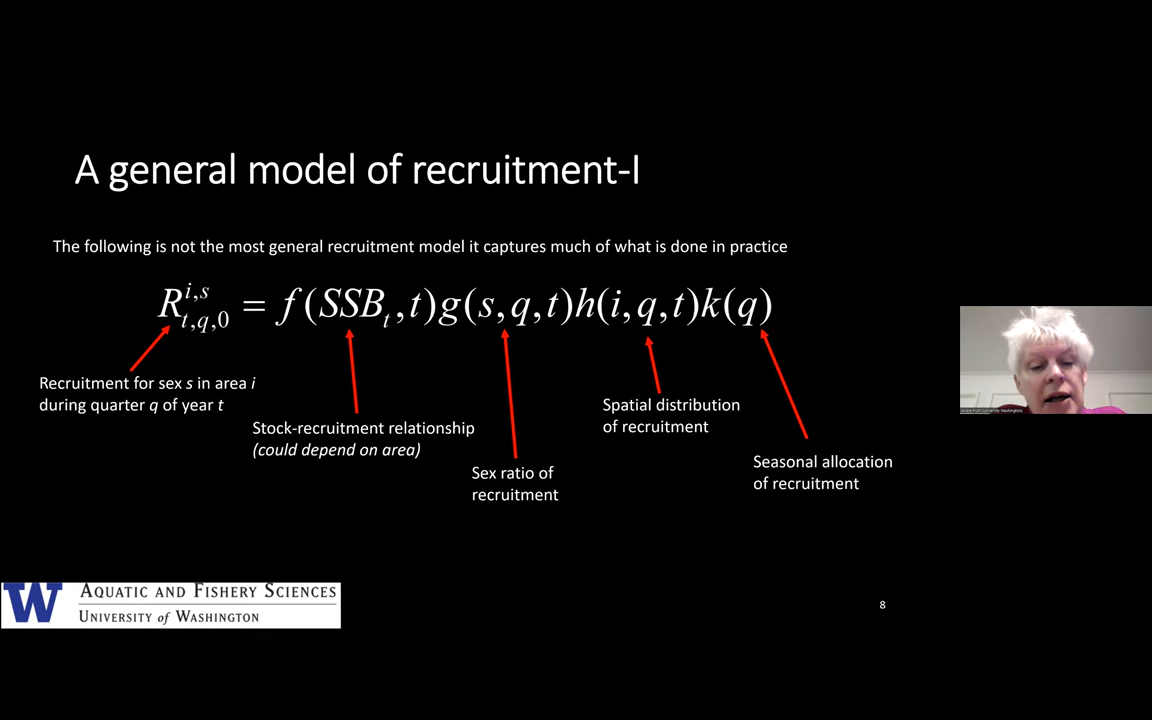 A general model of recruitment-I
The following is not the most general recruitment model it captures much of what is done in practice
R^{i,s}_{t,q,0} = f(SSB_t,t)g(s,q,t)h(i,q,t)k(q)
Recruitment for sex s in area i
during quarter q of year t
Stock-recruitment relationship
(could depend on area)
Sex ratio of
recruitment
Spatial distribution
of recruitment
Seasonal allocation
of recruitment
W
AQUATIC AND FISHERY SCIENCES
UNIVERSITY of WASHINGTON
8